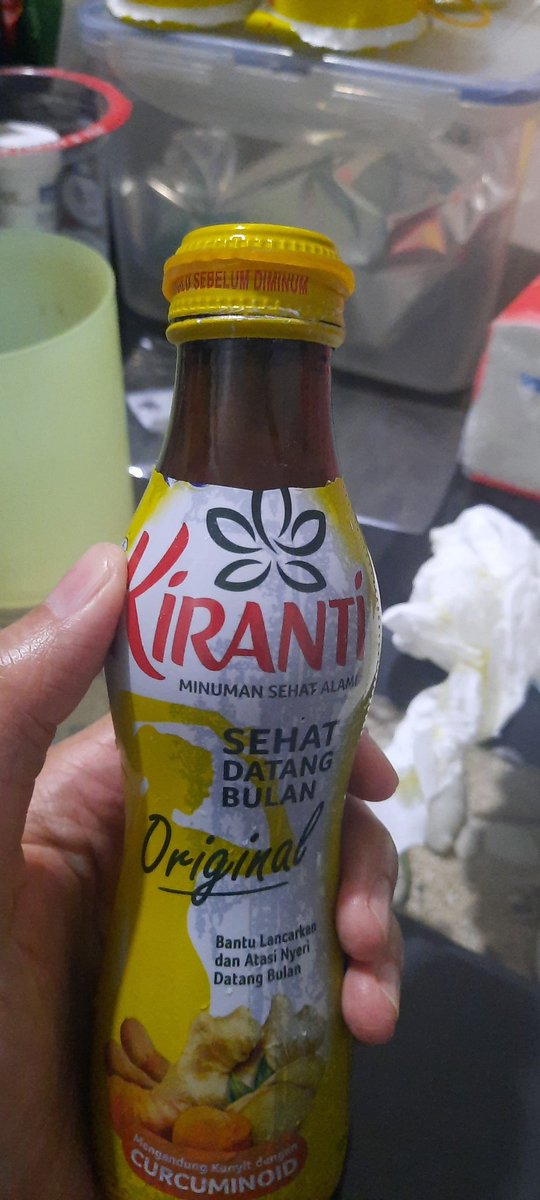 ULU SEBELUM DIMINUM
KIRANTI
MINUMAN SEHAT ALAMI
SEHAT
DATANG
BULAN
Original
Bantu Lancarkan
dan Atasi Nyeri
Datang Bulan
Mengandung Kunyit dengan
CURCUMINOID